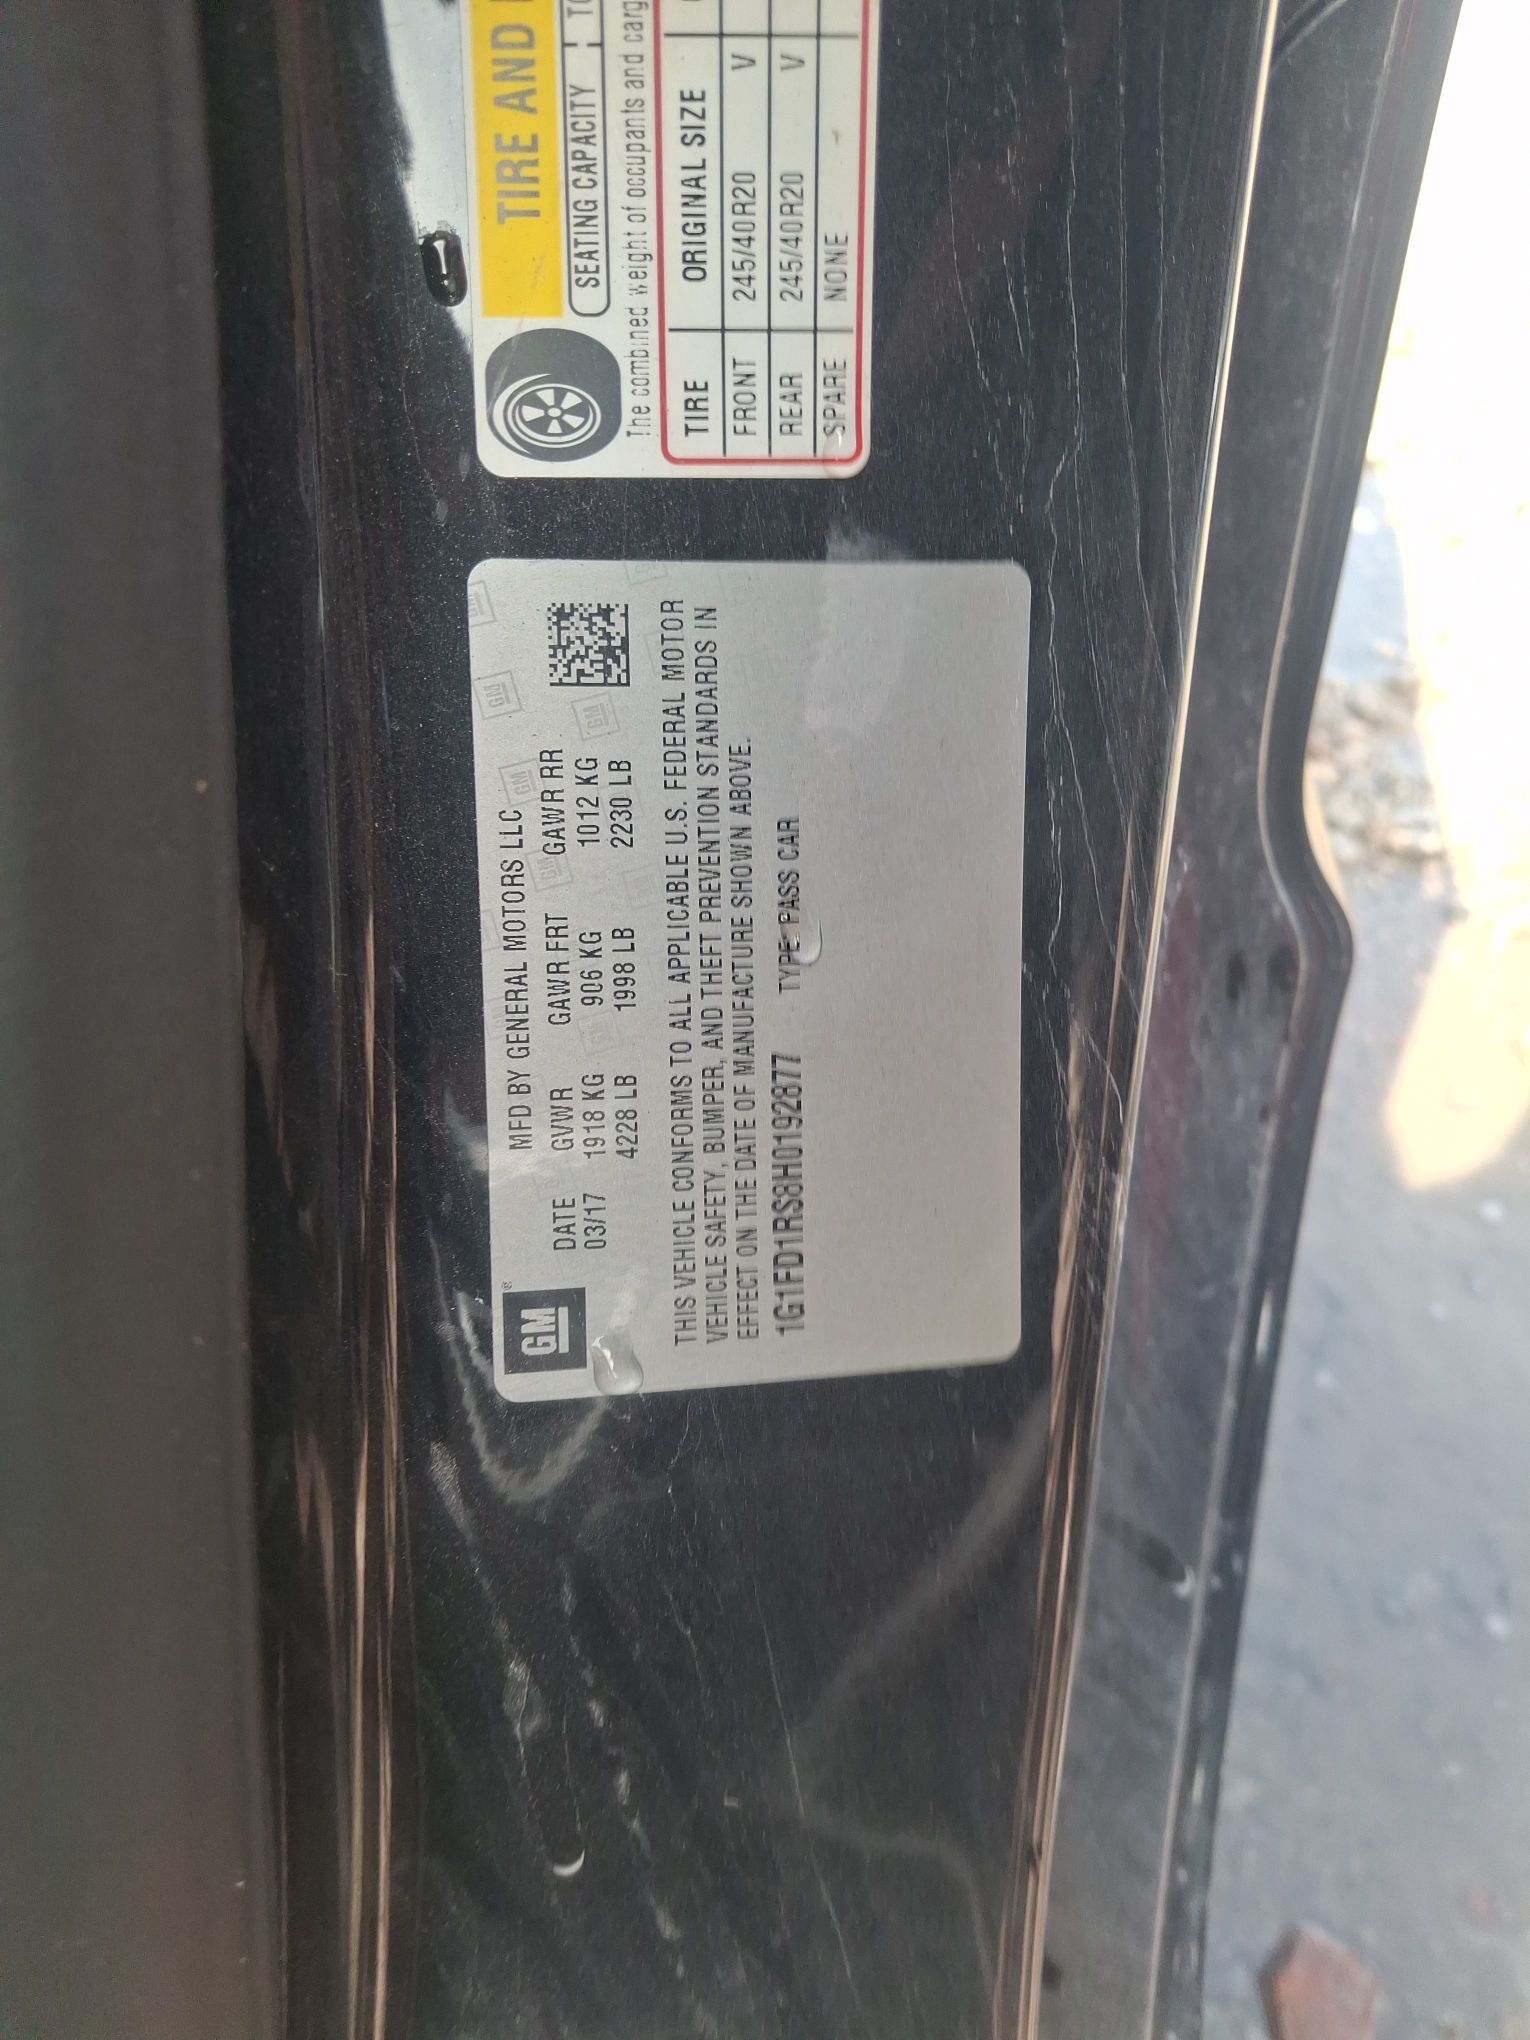 GM
MFD BY GENERAL MOTORS LLC
DATE GVWR GAWR FRT GAWR RR
03/17 1918 KG 906 KG 1012 KG
4228 LB 1998 LB 2230 LB
THIS VEHICLE CONFORMS TO ALL APPLICABLE U.S. FEDERAL MOTOR
VEHICLE SAFETY, BUMPER, AND THEFT PREVENTION STANDARDS IN
EFFECT ON THE DATE OF MANUFACTURE SHOWN ABOVE.
1G1FD1RS8H0192877 TYPE: PASS CAR
TIRE AND
SEATING CAPACITY
The combined weight of occupants and
TIRE ORIGINAL SIZE
FRONT 245/40R20 V
REAR 245/40R20 V
SPARE NONE